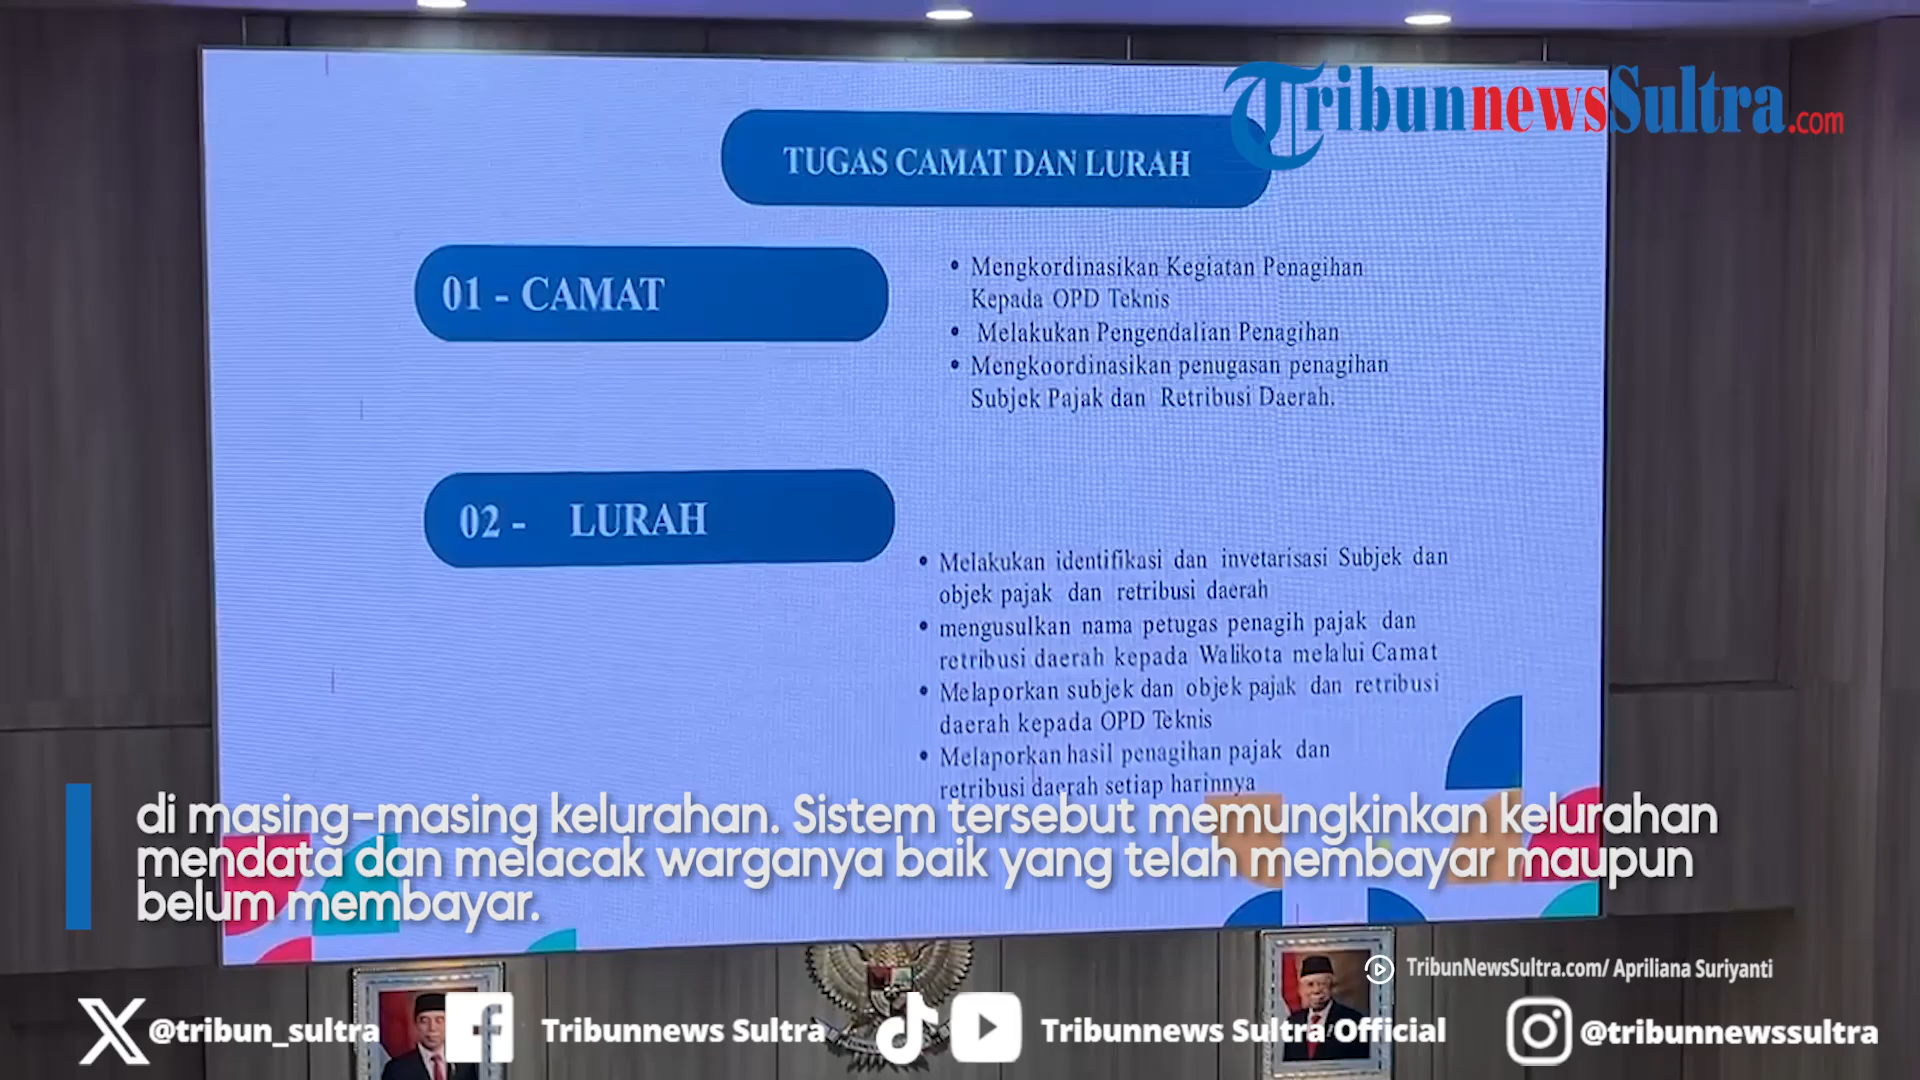 TribunnewsSultra.com
TUGAS CAMAT DAN LURAH
01 - CAMAT
• Mengkordinasikan Kegiatan Penagihan
Kepada OPD Teknis
• Melakukan Pengendalian Penagihan
• Mengkoordinasikan penugasan penagihan
Subjek Pajak dan Retribusi Daerah.
02 - LURAH
• Melakukan identifikasi dan invetarisasi Subjek dan
objek pajak dan retribusi daerah
• mengusulkan nama petugas penagih pajak dan
retribusi daerah kepada Walikota melalui Camat
• Melaporkan subjek dan objek pajak dan retribusi
daerah kepada OPD Teknis
• Melaporkan hasil penagihan pajak dan
retribusi daerah setiap harinnya
di masing-masing kelurahan. Sistem tersebut memungkinkan kelurahan
mendata dan melacak warganya baik yang telah membayar maupun
belum membayar.
TribunNewsSultra.com/ Apriliana Suriyanti
@tribun_sultra
Tribunnews Sultra
Tribunnews Sultra Official
@tribunnewssultra